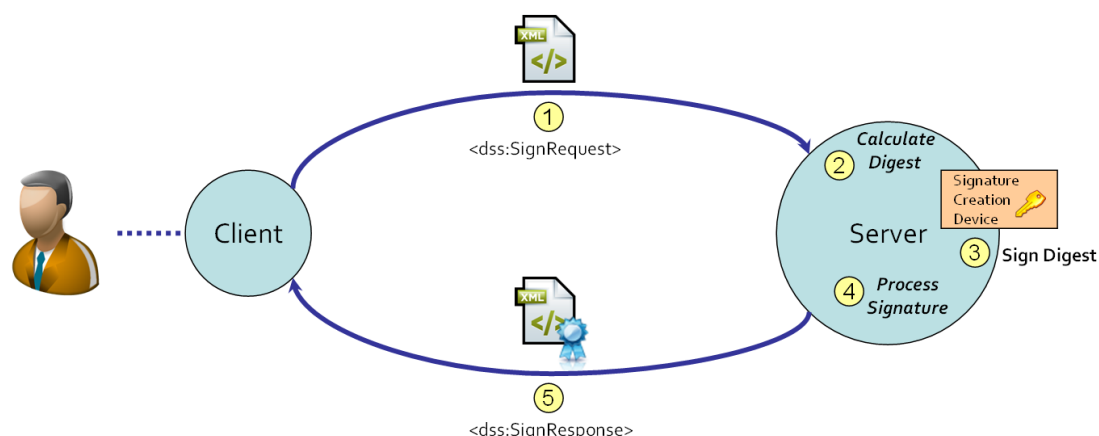 XML
</>
1
<dss:SignRequest>
Calculate
2
Digest
Signature
Creation
Device
Client
Server
3
Sign Digest
4
Process
Signature
XML
</>
5
<dss:SignResponse>